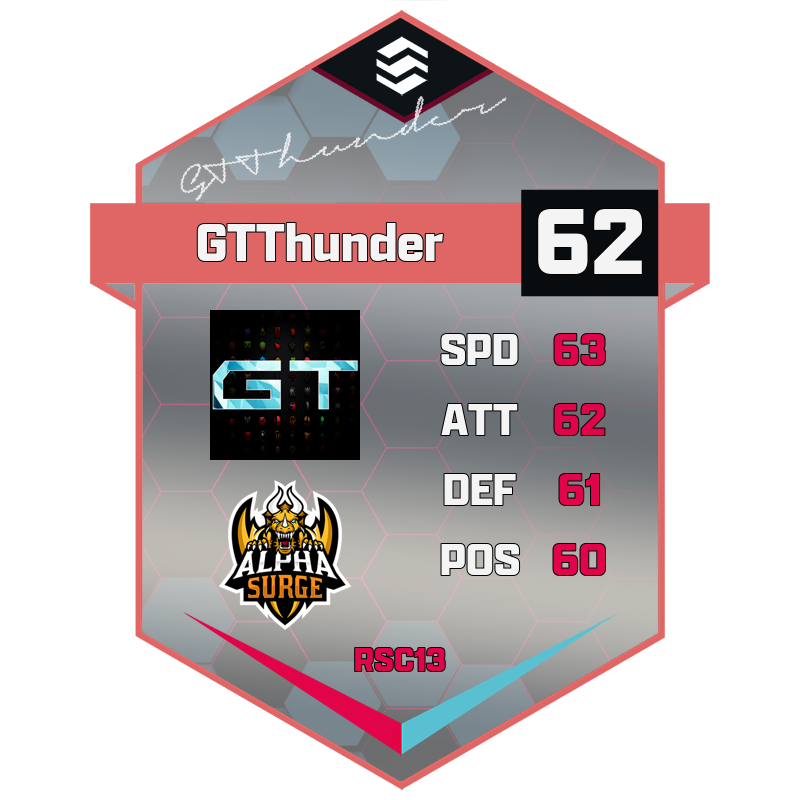 GTThunder
GTThunder
62
GT
SPD 63
ATT 62
DEF 61
POS 60
ALPHA
SURGE
RSC13